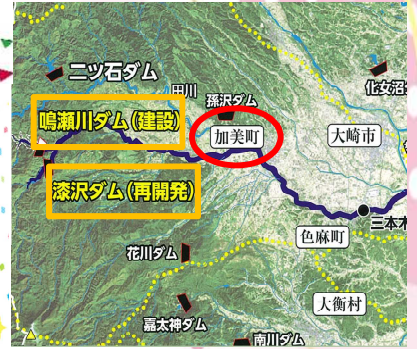 二ツ石ダム
田川
化女沼
孫沢ダム
鳴瀬川ダム(建設)
加美町
大崎市
漆沢ダム(再開発)
三本木
色麻町
花川ダム
大衡村
嘉太神ダム
南川ダム